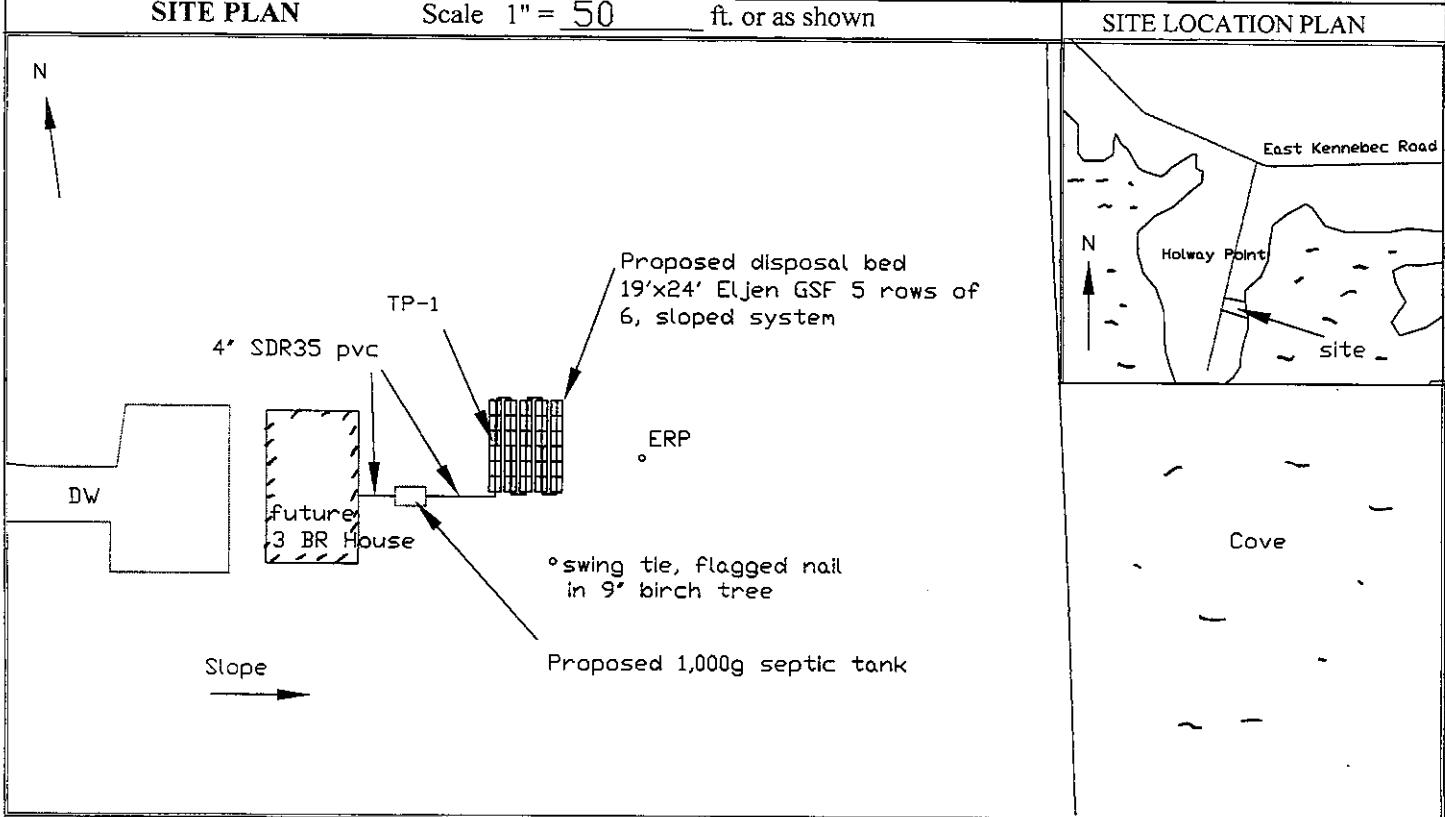 SITE PLAN Scale 1" = 50 ft. or as shown
SITE LOCATION PLAN
N
East Kennebec Road
N
Holway Point
site
Proposed disposal bed
19'x24' Eljen GSF 5 rows of
6, sloped system
TP-1
4" SDR35 pvc
ERP
DW
future
3 BR House
swing tie, flagged nail
in 9" birch tree
Cove
Slope
Proposed 1,000g septic tank